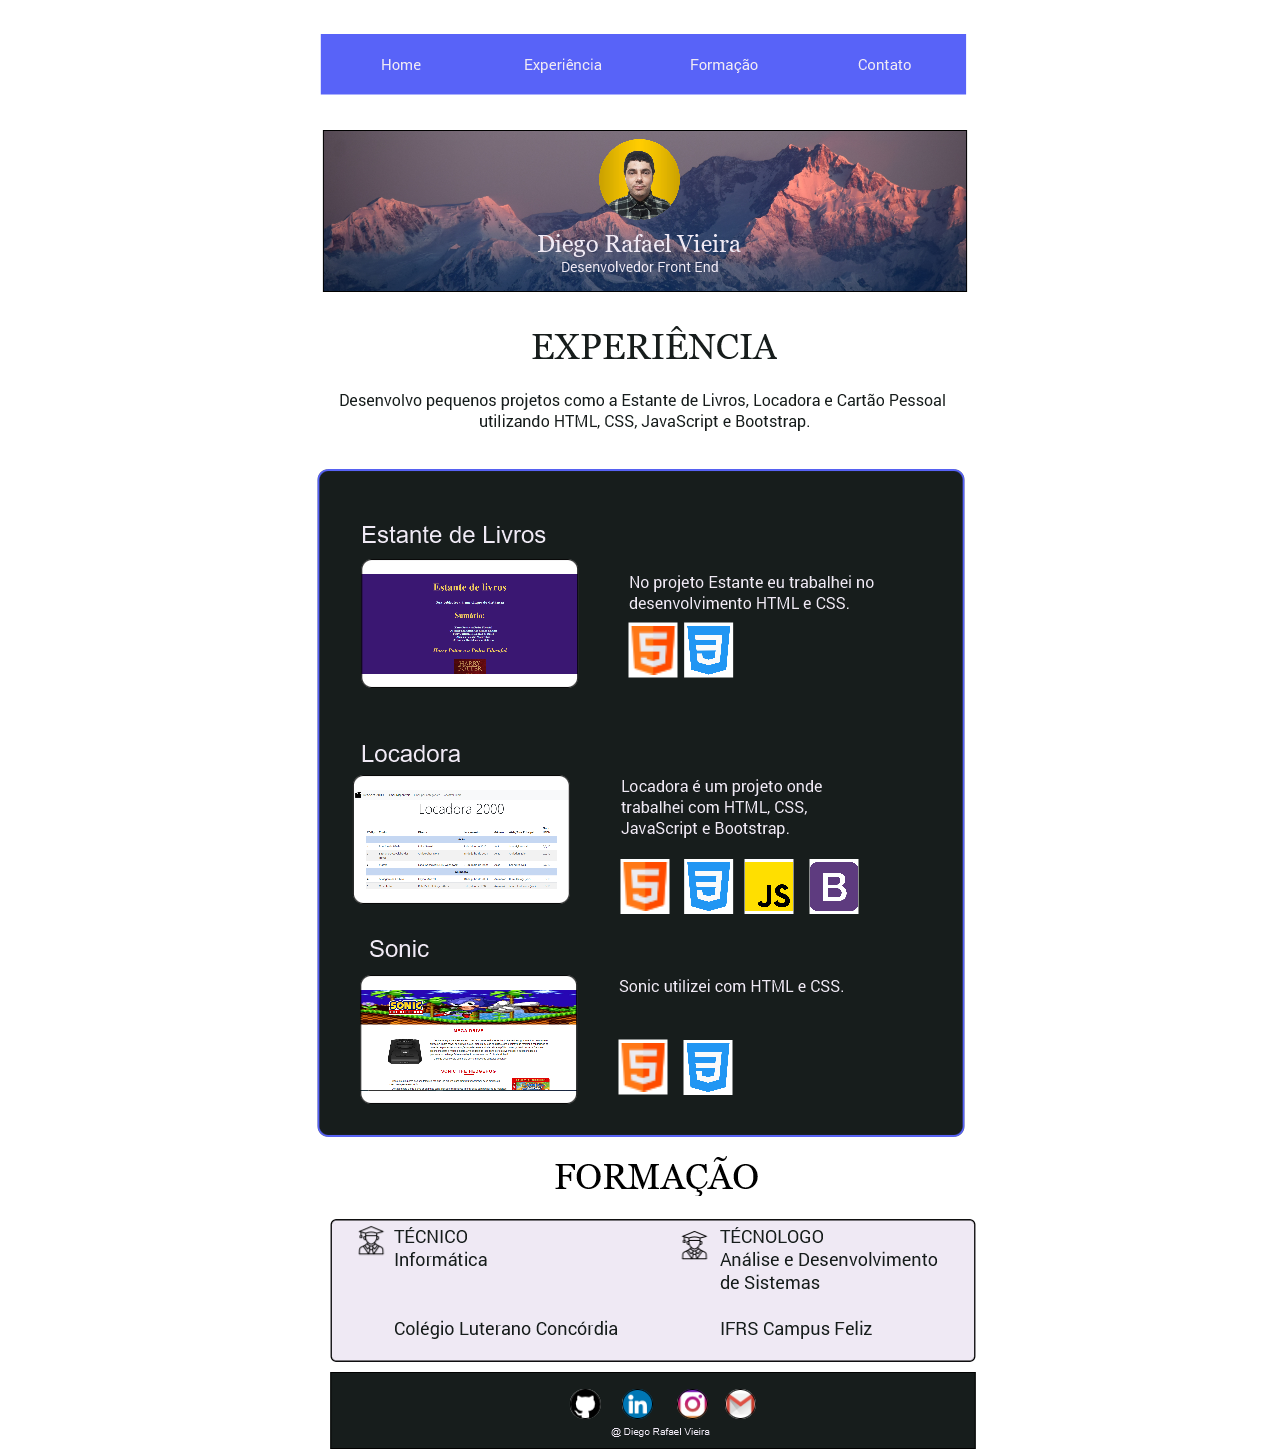 Home Experiência Formação Contato
Diego Rafael Vieira
Desenvolvedor Front End
EXPERIÊNCIA
Desenvolvo pequenos projetos como a Estante de Livros, Locadora e Cartão Pessoal
utilizando HTML, CSS, JavaScript e Bootstrap.
Estante de Livros
Estante de livros
Sumário:
HARRY
POTTER
No projeto Estante eu trabalhei no
desenvolvimento HTML e CSS.
Locadora
Locadora 2000
Locadora é um projeto onde
trabalhei com HTML, CSS,
JavaScript e Bootstrap.
JS B
Sonic
SONIC
MEGA DRIVE
Sonic utilizei com HTML e CSS.
FORMAÇÃO
TÉCNICO
Informática
Colégio Luterano Concórdia
TÉCNOLOGO
Análise e Desenvolvimento
de Sistemas
IFRS Campus Feliz
in
@ Diego Rafael Vieira